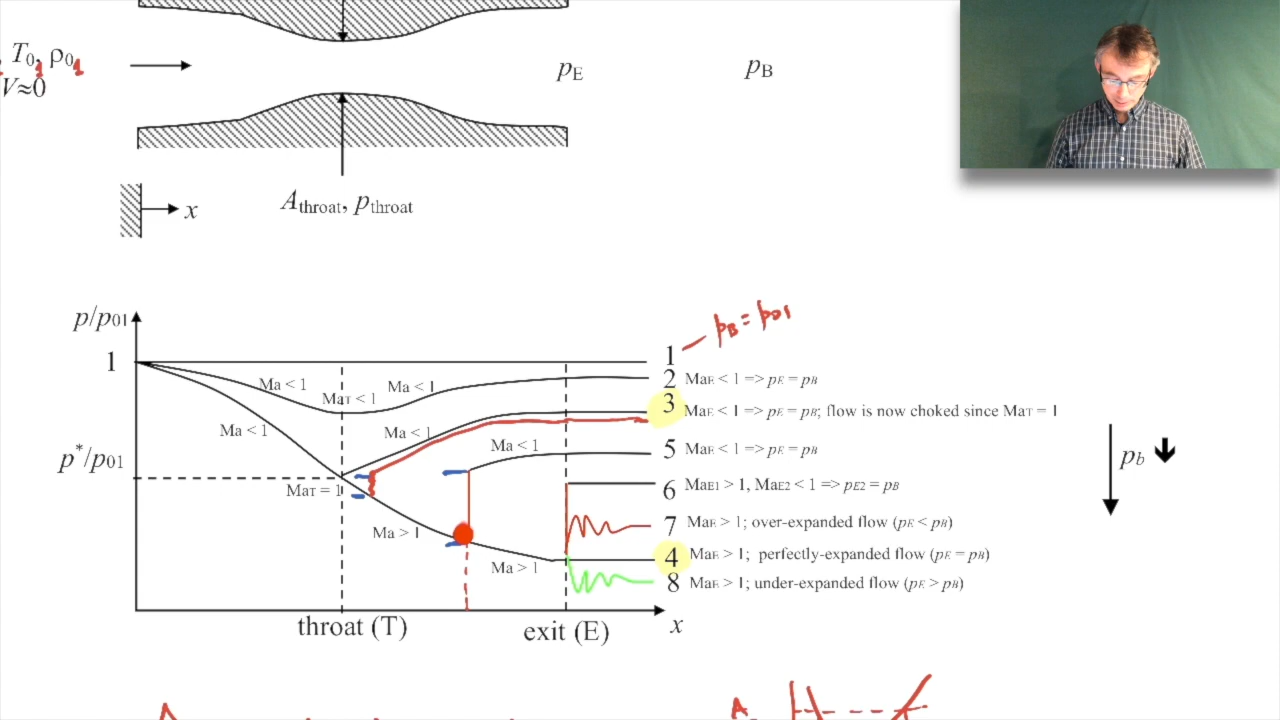 , T₀₁, ρ₀₁
V≈0
pE
pB
x
Athroat, pthroat
p/p01
1
pB = p01
1
Ma < 1
Ma < 1
MaT < 1
2 MaE < 1 => pE = pB
3 MaE < 1 => pE = pB; flow is now choked since MaT = 1
Ma < 1
Ma < 1
Ma < 1
5 MaE < 1 => pE = pB
p*/p01
pb
MaT = 1
6 MaE1 > 1, MaE2 < 1 => pE2 = pB
Ma > 1
7 MaE > 1; over-expanded flow (pE < pB)
4 MaE > 1; perfectly-expanded flow (pE = pB)
Ma > 1
8 MaE > 1; under-expanded flow (pE > pB)
throat (T)
exit (E)
x
A